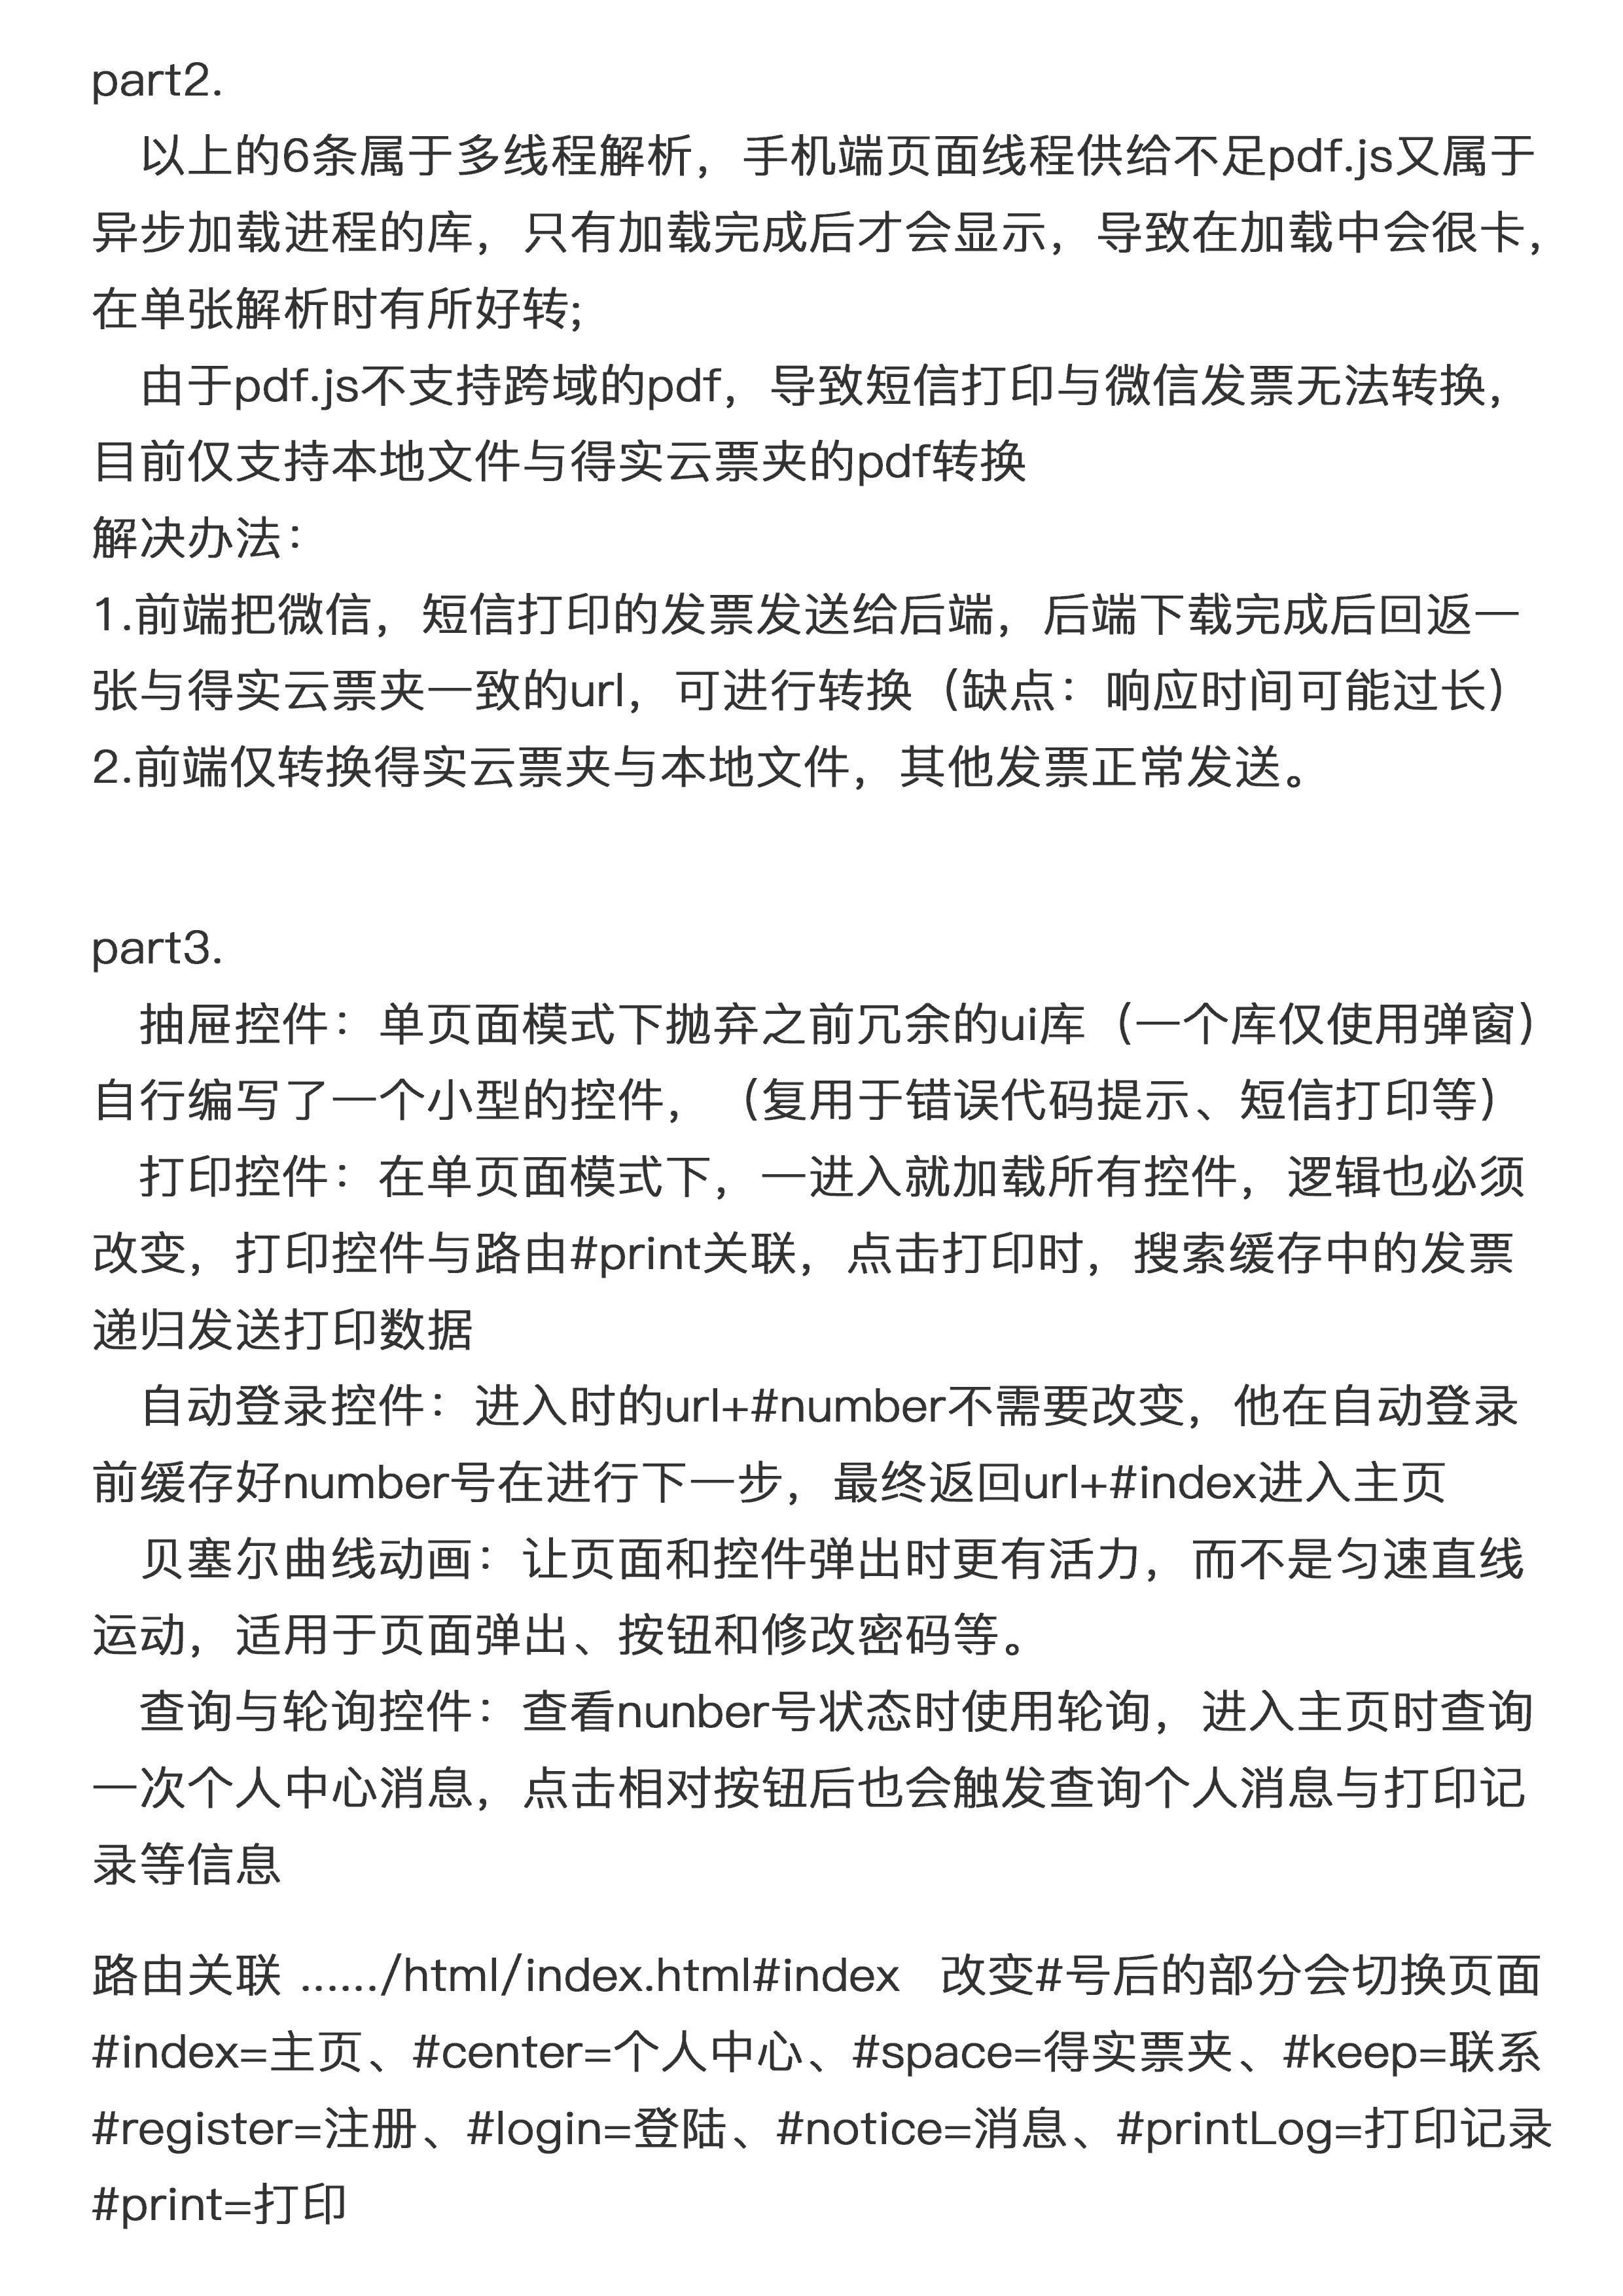 part2.
以上的6条属于多线程解析，手机端页面线程供给不足pdf.js又属于
异步加载进程的库，只有加载完成后才会显示，导致在加载中会很卡，
在单张解析时有所好转;
由于pdf.js不支持跨域的pdf，导致短信打印与微信发票无法转换，
目前仅支持本地文件与得实云票夹的pdf转换
解决办法：
1.前端把微信，短信打印的发票发送给后端，后端下载完成后回返一
张与得实云票夹一致的url，可进行转换（缺点：响应时间可能过长）
2.前端仅转换得实云票夹与本地文件，其他发票正常发送。
part3.
抽屉控件：单页面模式下抛弃之前冗余的ui库（一个库仅使用弹窗）
自行编写了一个小型的控件，（复用于错误代码提示、短信打印等）
打印控件：在单页面模式下，一进入就加载所有控件，逻辑也必须
改变，打印控件与路由#print关联，点击打印时，搜索缓存中的发票
递归发送打印数据
自动登录控件：进入时的url+#number不需要改变，他在自动登录
前缓存好number号在进行下一步，最终返回url+#index进入主页
贝塞尔曲线动画：让页面和控件弹出时更有活力，而不是匀速直线
运动，适用于页面弹出、按钮和修改密码等。
查询与轮询控件：查看nunber号状态时使用轮询，进入主页时查询
一次个人中心消息，点击相对按钮后也会触发查询个人消息与打印记
录等信息
路由关联 ....../html/index.html#index 改变#号后的部分会切换页面
#index=主页、#center=个人中心、#space=得实票夹、#keep=联系
#register=注册、#login=登陆、#notice=消息、#printLog=打印记录
#print=打印